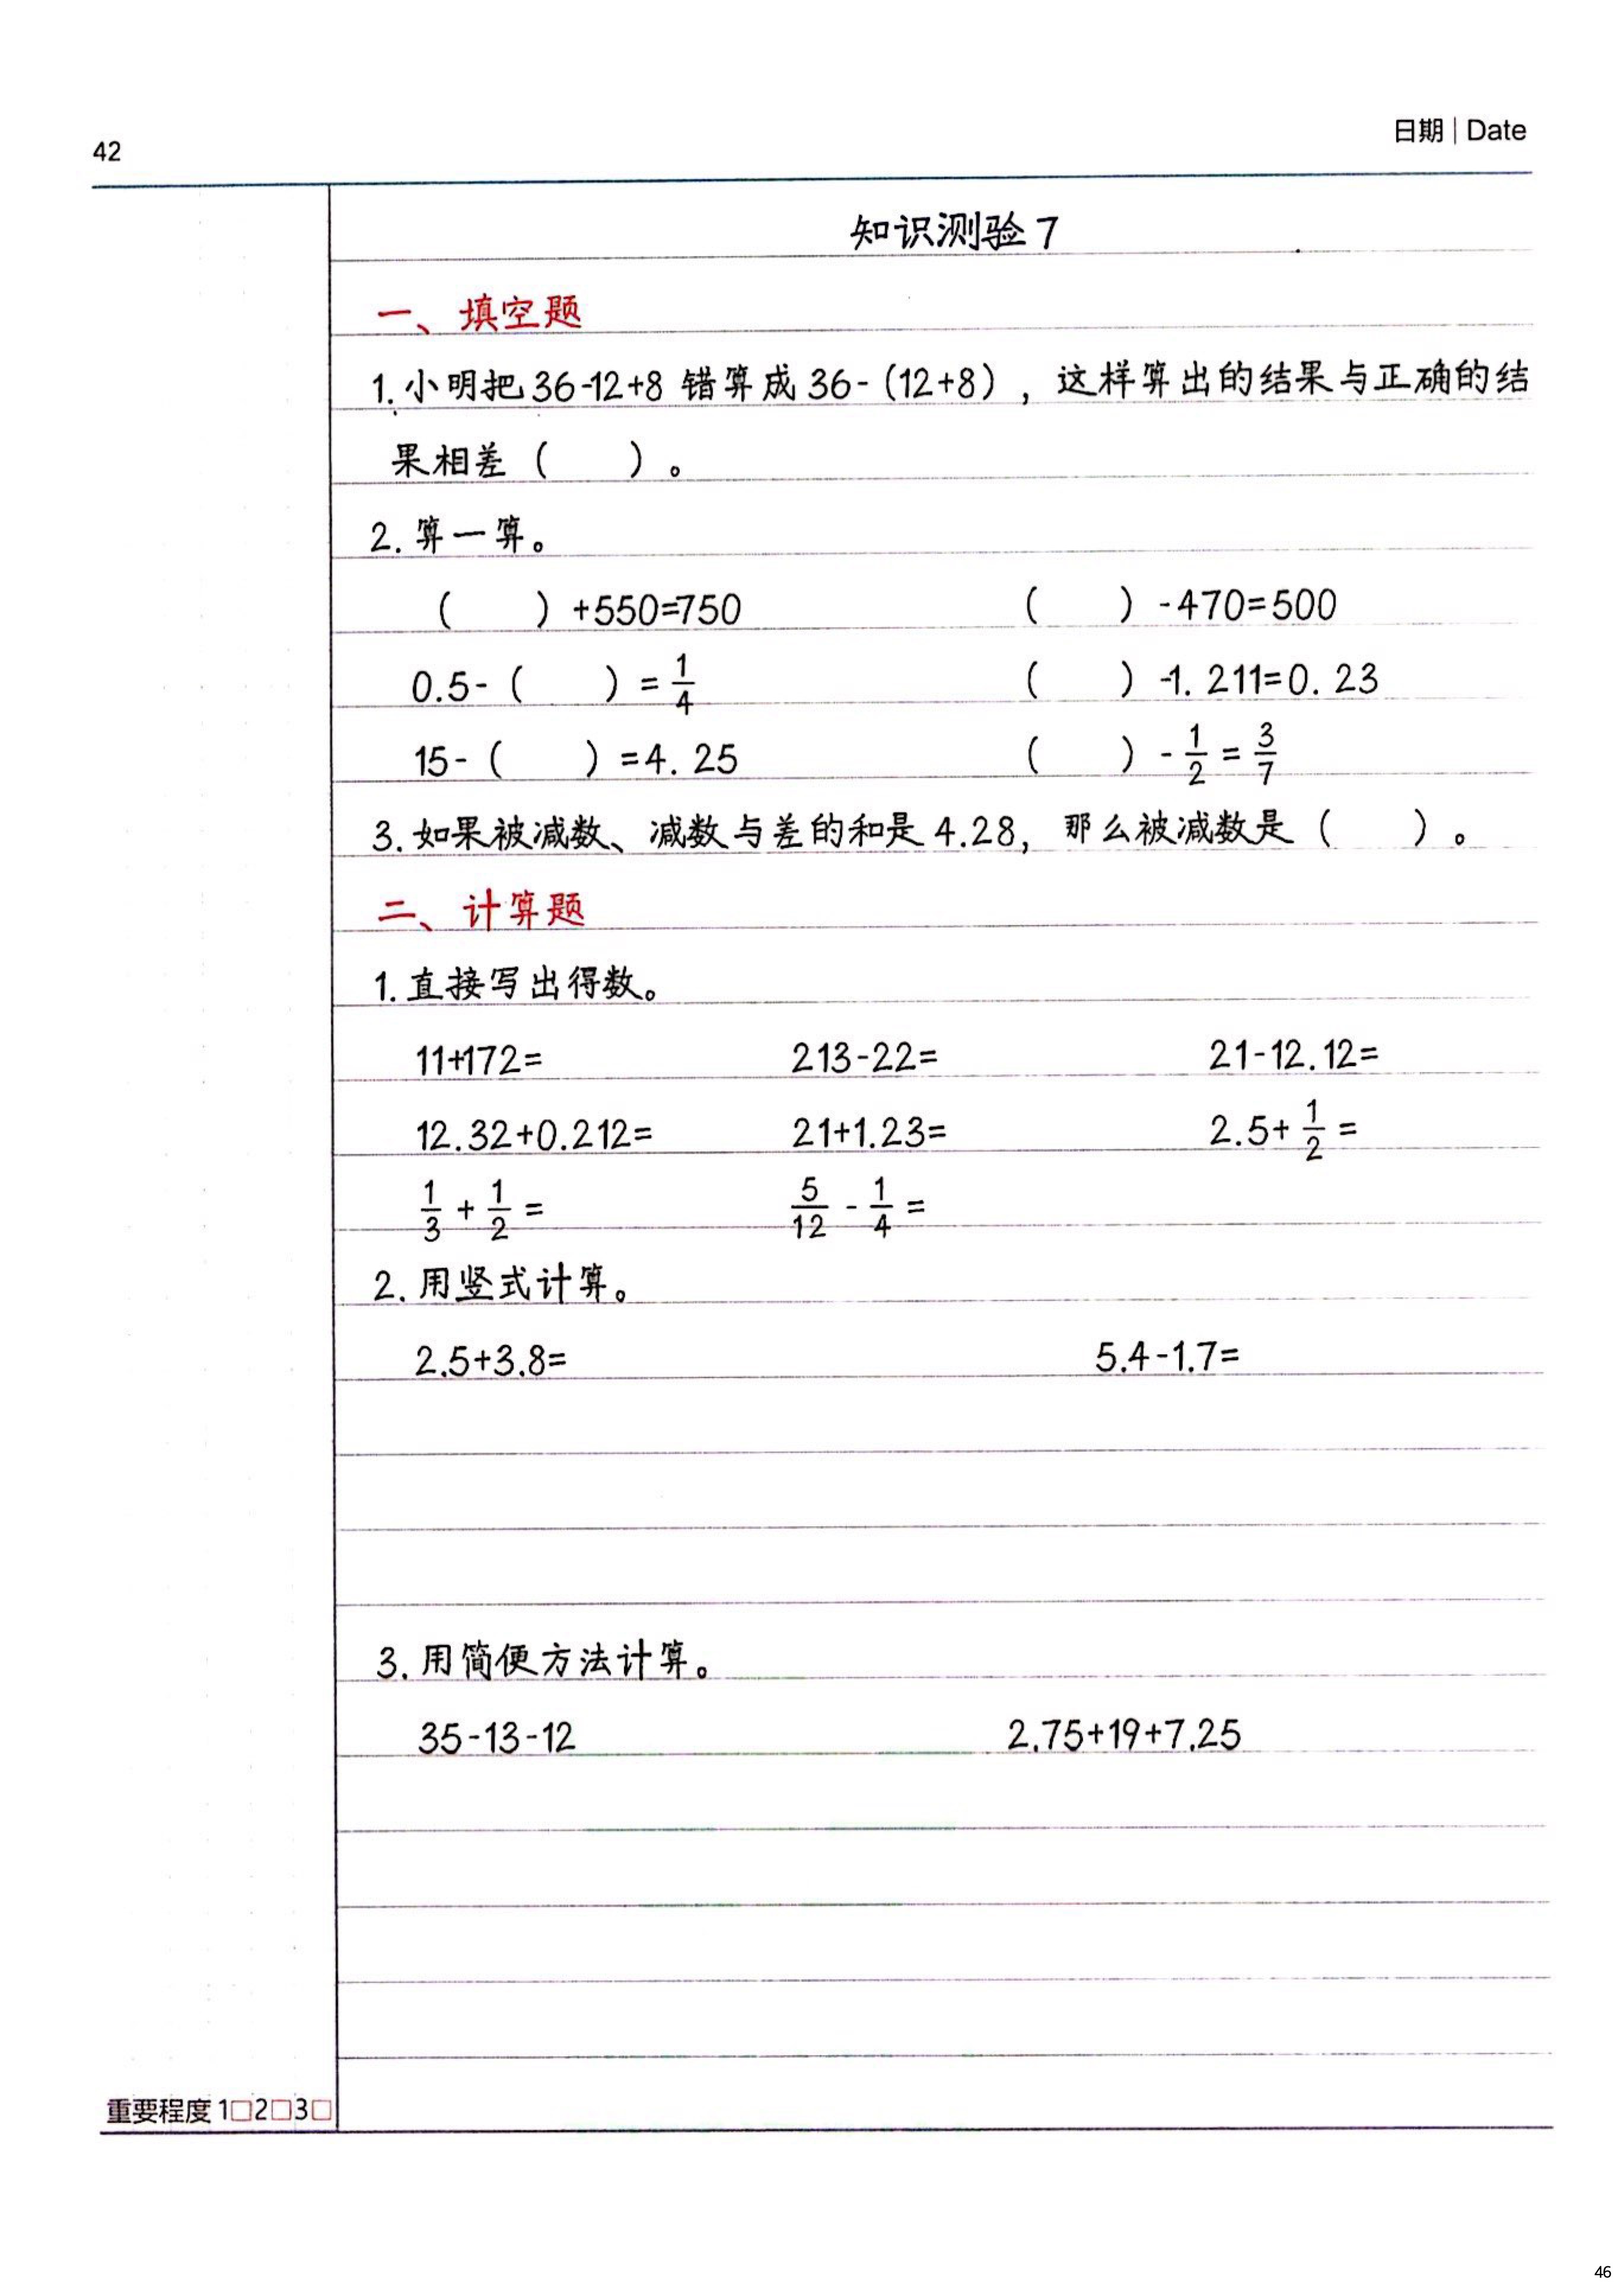 42
日期 | Date
知识测验7
一、填空题
1.小明把36-12+8错算成36-(12+8)，这样算出的结果与正确的结
果相差(    )。
2.算一算。
(    )+550=750    (    )-470=500
0.5-(    )=1/4    (    )-1.211=0.23
15-(    )=4.25    (    )-1/2=3/7
3.如果被减数、减数与差的和是4.28，那么被减数是(    )。
二、计算题
1.直接写出得数。
11+172=    213-22=    21-12.12=
12.32+0.212=    21+1.23=    2.5+1/2=
1/3+1/2=    5/12-1/4=
2.用竖式计算。
2.5+3.8=    5.4-1.7=
3.用简便方法计算。
35-13-12    2.75+19+7.25
重要程度1□2□3□
46